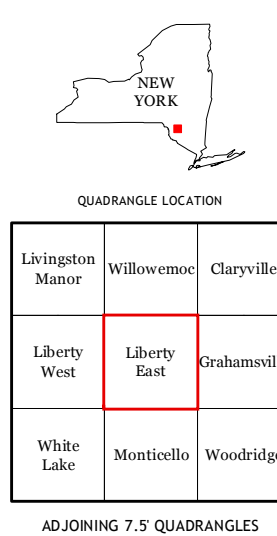 NEW
YORK
QUADRANGLE LOCATION
Livingston
Manor
Willowemoc
Claryville
Liberty
West
Liberty
East
Grahamsvil
White
Lake
Monticello
Woodridge
ADJOINING 7.5' QUADRANGLES